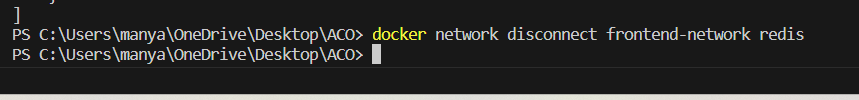 ]
PS C:\Users\manya\OneDrive\Desktop\ACO> docker network disconnect frontend-network redis
PS C:\Users\manya\OneDrive\Desktop\ACO>